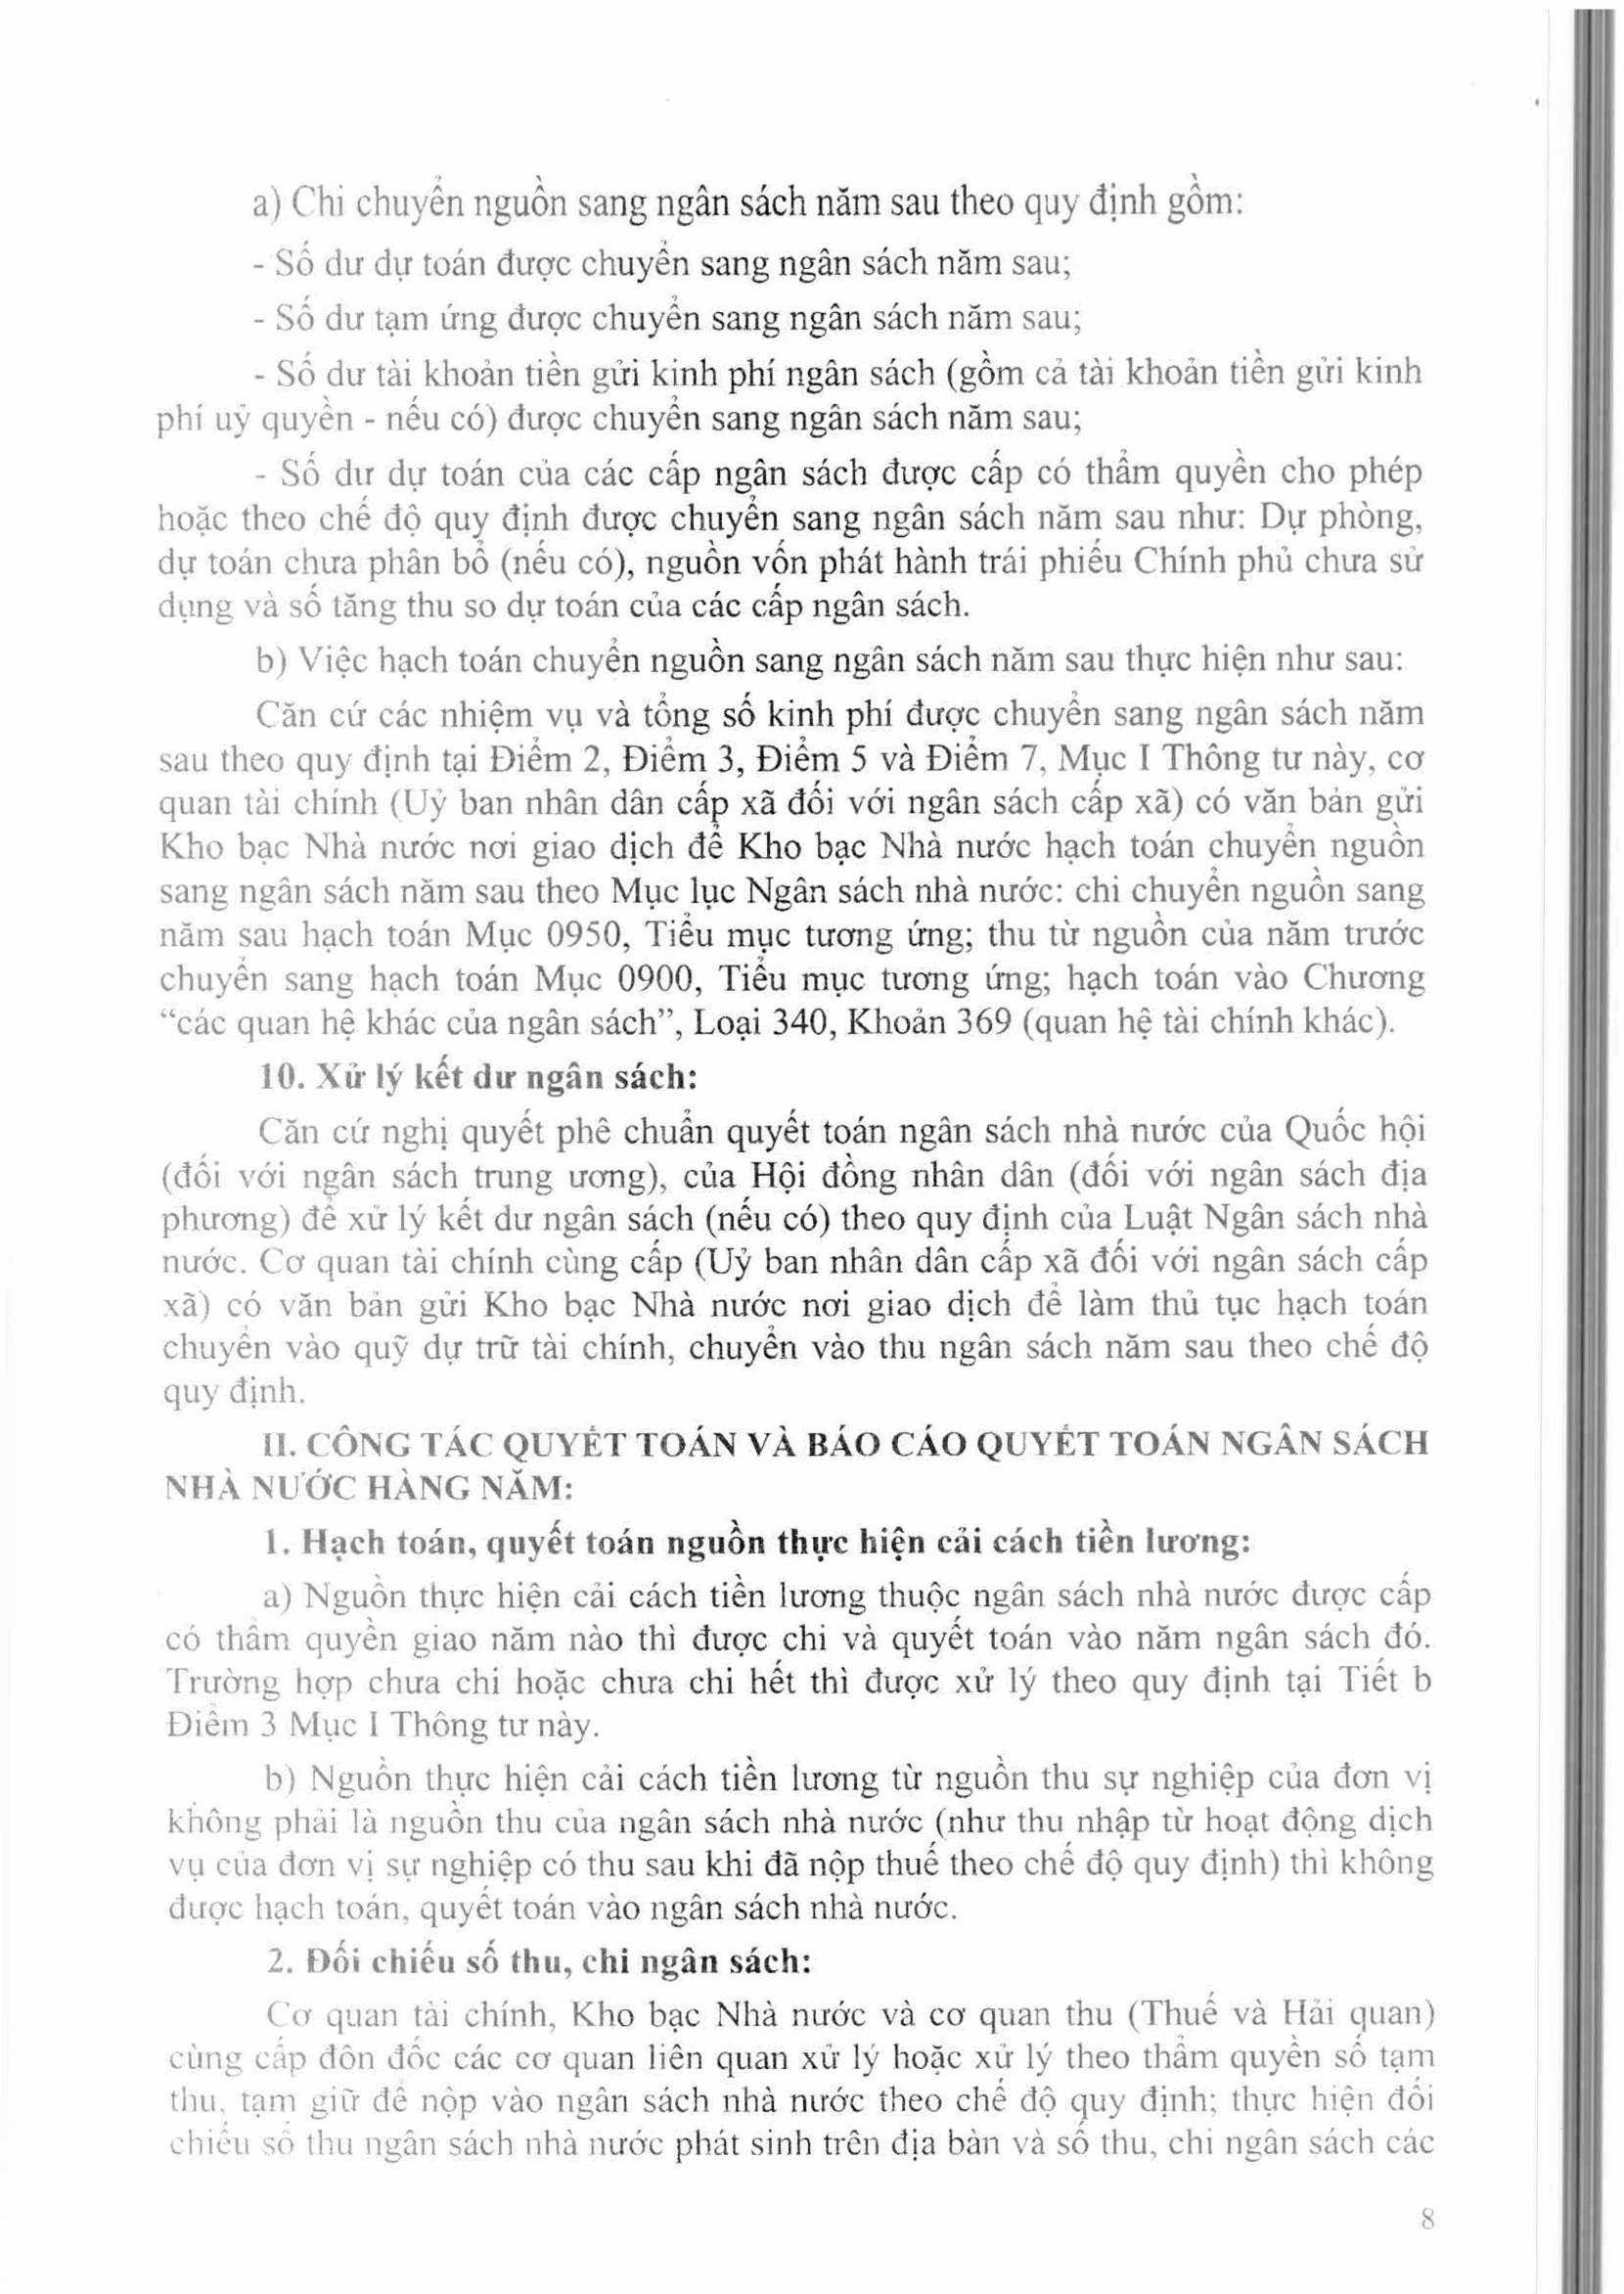 a) Chi chuyển nguồn sang ngân sách năm sau theo quy định gồm:
- Số dư dự toán được chuyển sang ngân sách năm sau;
- Số dư tạm ứng được chuyển sang ngân sách năm sau;
- Số dư tài khoản tiền gửi kinh phí ngân sách (gồm cả tài khoản tiền gửi kinh
phí uỷ quyền - nếu có) được chuyển sang ngân sách năm sau;
- Số dư dự toán của các cấp ngân sách được cấp có thẩm quyền cho phép
hoặc theo chế độ quy định được chuyển sang ngân sách năm sau như: Dự phòng,
dự toán chưa phân bổ (nếu có), nguồn vốn phát hành trái phiếu Chính phủ chưa sử
dụng và số tăng thu so dự toán của các cấp ngân sách.
b) Việc hạch toán chuyển nguồn sang ngân sách năm sau thực hiện như sau:
Căn cứ các nhiệm vụ và tổng số kinh phí được chuyển sang ngân sách năm
sau theo quy định tại Điểm 2, Điểm 3, Điểm 5 và Điểm 7, Mục I Thông tư này, cơ
quan tài chính (Uỷ ban nhân dân cấp xã đối với ngân sách cấp xã) có văn bản gửi
Kho bạc Nhà nước nơi giao dịch để Kho bạc Nhà nước hạch toán chuyển nguồn
sang ngân sách năm sau theo Mục lục Ngân sách nhà nước: chi chuyển nguồn sang
năm sau hạch toán Mục 0950, Tiểu mục tương ứng; thu từ nguồn của năm trước
chuyển sang hạch toán Mục 0900, Tiểu mục tương ứng; hạch toán vào Chương
“các quan hệ khác của ngân sách”, Loại 340, Khoản 369 (quan hệ tài chính khác).
10. Xử lý kết dư ngân sách:
Căn cứ nghị quyết phê chuẩn quyết toán ngân sách nhà nước của Quốc hội
(đối với ngân sách trung ương), của Hội đồng nhân dân (đối với ngân sách địa
phương) để xử lý kết dư ngân sách (nếu có) theo quy định của Luật Ngân sách nhà
nước. Cơ quan tài chính cùng cấp (Uỷ ban nhân dân cấp xã đối với ngân sách cấp
xã) có văn bản gửi Kho bạc Nhà nước nơi giao dịch để làm thủ tục hạch toán
chuyển vào quỹ dự trữ tài chính, chuyển vào thu ngân sách năm sau theo chế độ
quy định.
II. CÔNG TÁC QUYẾT TOÁN VÀ BÁO CÁO QUYẾT TOÁN NGÂN SÁCH
NHÀ NƯỚC HÀNG NĂM:
1. Hạch toán, quyết toán nguồn thực hiện cải cách tiền lương:
a) Nguồn thực hiện cải cách tiền lương thuộc ngân sách nhà nước được cấp
có thẩm quyền giao năm nào thì được chi và quyết toán vào năm ngân sách đó.
Trường hợp chưa chi hoặc chưa chi hết thì được xử lý theo quy định tại Tiết b
Điểm 3 Mục I Thông tư này.
b) Nguồn thực hiện cải cách tiền lương từ nguồn thu sự nghiệp của đơn vị
không phải là nguồn thu của ngân sách nhà nước (như thu nhập từ hoạt động dịch
vụ của đơn vị sự nghiệp có thu sau khi đã nộp thuế theo chế độ quy định) thì không
được hạch toán, quyết toán vào ngân sách nhà nước.
2. Đối chiếu số thu, chi ngân sách:
Cơ quan tài chính, Kho bạc Nhà nước và cơ quan thu (Thuế và Hải quan)
cùng cấp đôn đốc các cơ quan liên quan xử lý hoặc xử lý theo thẩm quyền số tạm
thu, tạm giữ để nộp vào ngân sách nhà nước theo chế độ quy định; thực hiện đối
chiếu số thu ngân sách nhà nước phát sinh trên địa bàn và số thu, chi ngân sách các
8